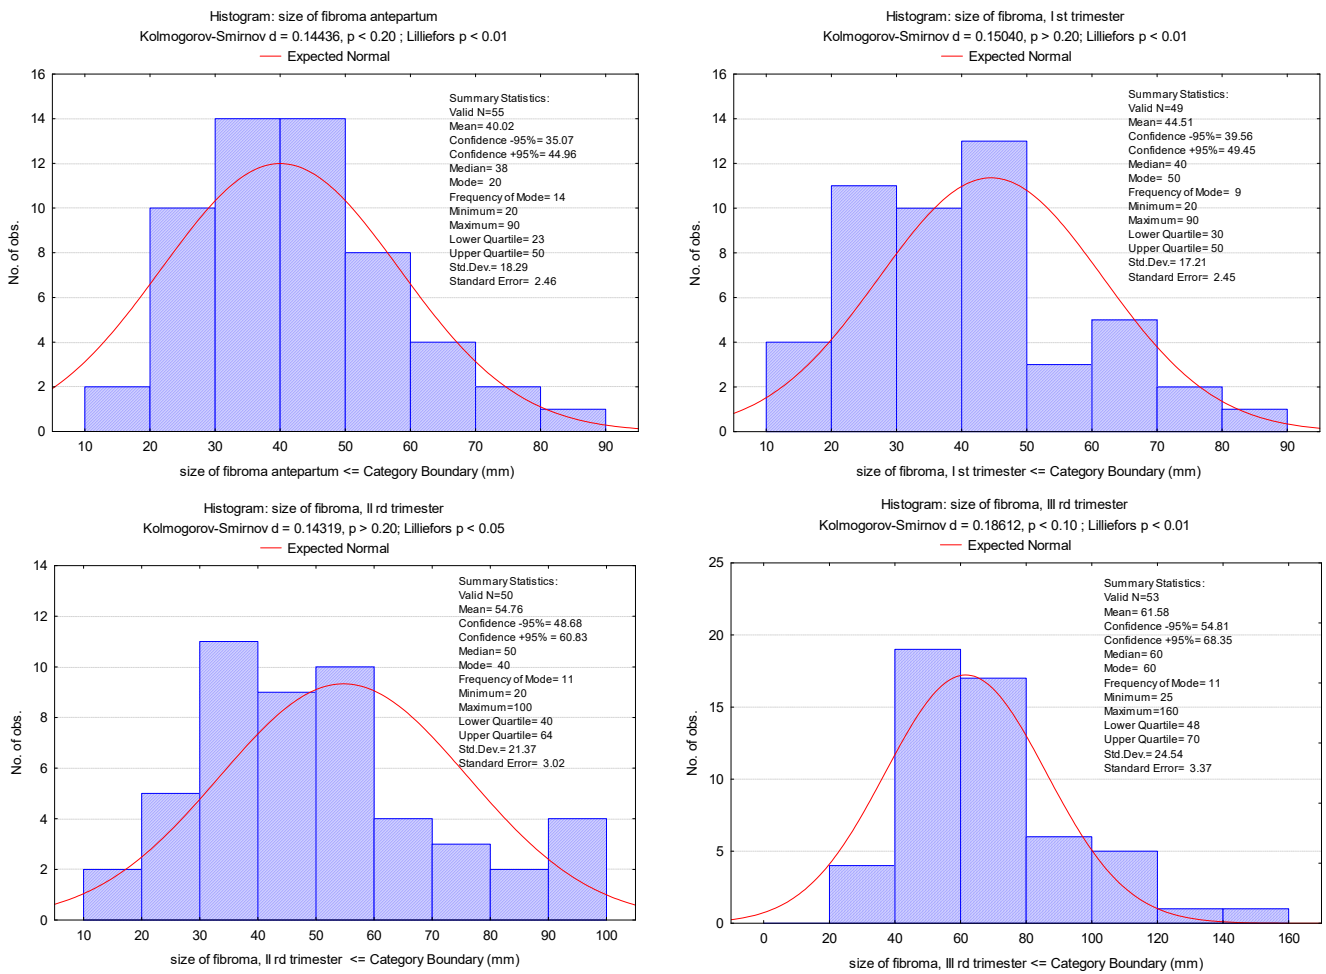 Histogram: size of fibroma antepartum
Kolmogorov-Smirnov d = 0.14436, p < 0.20 ; Lilliefors p < 0.01
Expected Normal
16
14
12
10
8
6
4
2
0
No. of obs.
Summary Statistics:
Valid N=55
Mean= 40.02
Confidence -95%= 35.07
Confidence +95%= 44.96
Median= 38
Mode= 20
Frequency of Mode= 14
Minimum= 20
Maximum= 90
Lower Quartile= 23
Upper Quartile= 50
Std.Dev.= 18.29
Standard Error= 2.46
10 20 30 40 50 60 70 80 90
size of fibroma antepartum <= Category Boundary (mm)
Histogram: size of fibroma, I st trimester
Kolmogorov-Smirnov d = 0.15040, p > 0.20; Lilliefors p < 0.01
Expected Normal
16
14
12
10
8
6
4
2
0
No. of obs.
Summary Statistics:
Valid N=49
Mean= 44.51
Confidence -95%= 39.56
Confidence +95%= 49.45
Median= 40
Mode= 50
Frequency of Mode= 9
Minimum= 20
Maximum= 90
Lower Quartile= 30
Upper Quartile= 50
Std.Dev.= 17.21
Standard Error= 2.45
10 20 30 40 50 60 70 80 90
size of fibroma, I st trimester <= Category Boundary (mm)
Histogram: size of fibroma, II rd trimester
Kolmogorov-Smirnov d = 0.14319, p > 0.20; Lilliefors p < 0.05
Expected Normal
14
12
10
8
6
4
2
0
No. of obs.
Summary Statistics:
Valid N=50
Mean= 54.76
Confidence -95%= 48.68
Confidence +95% = 60.83
Median= 50
Mode= 40
Frequency of Mode= 11
Minimum= 20
Maximum=100
Lower Quartile= 40
Upper Quartile= 64
Std.Dev.= 21.37
Standard Error= 3.02
10 20 30 40 50 60 70 80 90 100
size of fibroma, II rd trimester <= Category Boundary (mm)
Histogram: size of fibroma, III rd trimester
Kolmogorov-Smirnov d = 0.18612, p < 0.10 ; Lilliefors p < 0.01
Expected Normal
25
20
15
10
5
0
No. of obs.
Summary Statistics:
Valid N=53
Mean= 61.58
Confidence -95%= 54.81
Confidence +95%= 68.35
Median= 60
Mode= 60
Frequency of Mode= 11
Minimum= 25
Maximum=160
Lower Quartile= 48
Upper Quartile= 70
Std.Dev.= 24.54
Standard Error= 3.37
0 20 40 60 80 100 120 140 160
size of fibroma, III rd trimester <= Category Boundary (mm)